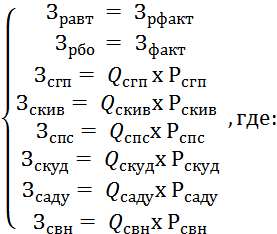 Зравт = Зрфакт
Зрбо = Зфакт
Зсгп = Qсгп х Рсгп
Зскив = Qскив х Рскив
Зспс = Qспс х Рспс , где:
Зскуд = Qскуд х Рскуд
Зсаду = Qсаду х Рсаду
Зсвн = Qсвн х Рсвн